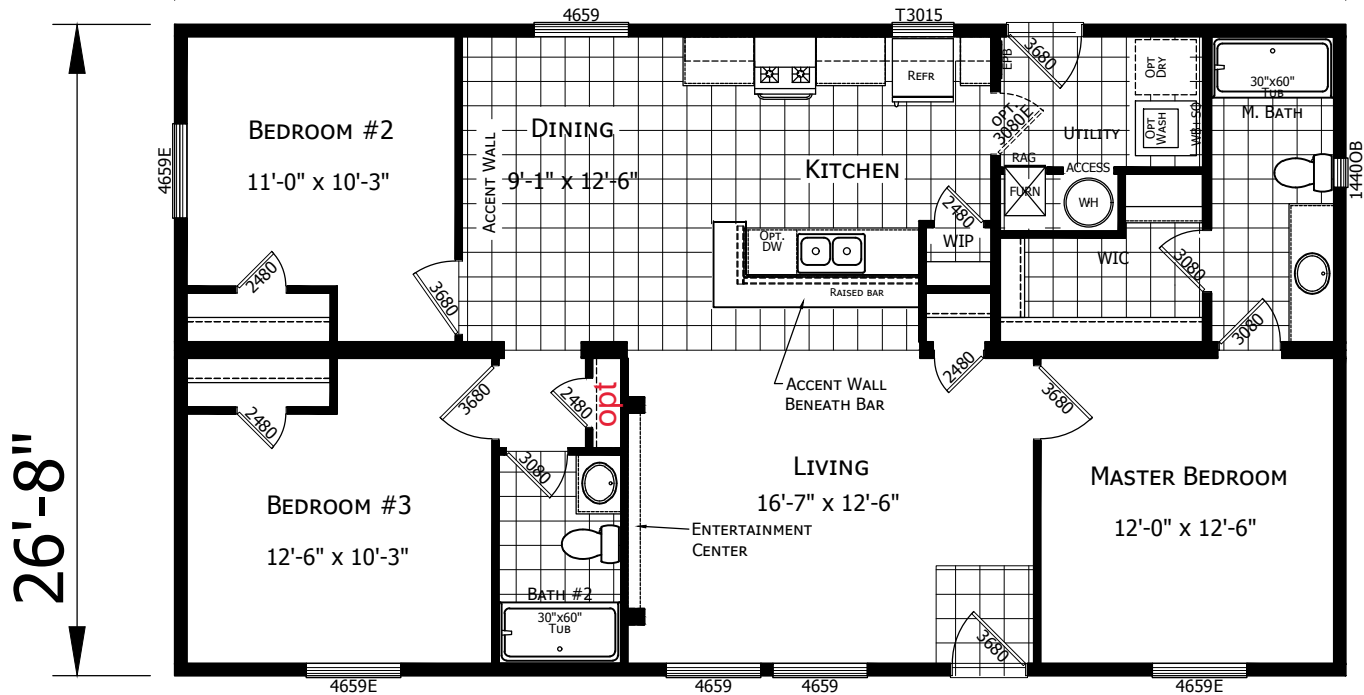 4659
T3015
26'-8"
4659E
BEDROOM #2
11'-0" x 10'-3"
2480
3680
ACCENT WALL
DINING
9'-1" x 12'-6"
KITCHEN
REFR
EPB
3680
OPT
DRY
OPT
WASH
WB+SO
OPT.
3080E
UTILITY
RAG
FURN
ACCESS
WH
30"x60"
TUB
M. BATH
1440OB
2480
WIP
WIC
3080
3080
OPT.
DW
RAISED BAR
ACCENT WALL
BENEATH BAR
2480
2480
3680
2480
opt
3080
BEDROOM #3
12'-6" x 10'-3"
BATH #2
30"x60"
TUB
LIVING
16'-7" x 12'-6"
ENTERTAINMENT
CENTER
3680
3680
MASTER BEDROOM
12'-0" x 12'-6"
4659E
4659
4659
4659E